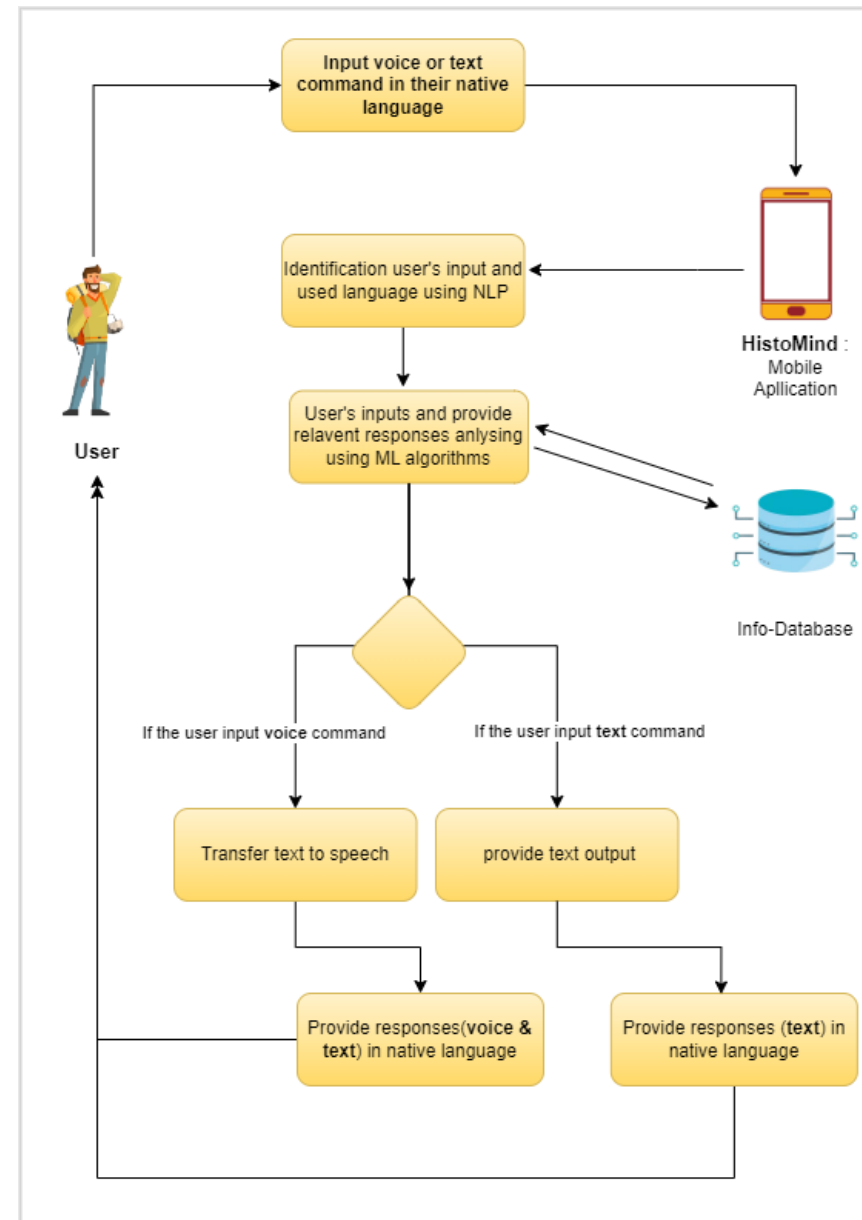 Input voice or text
command in their native
language
Identification user's input and
used language using NLP
HistoMind :
Mobile
Apllication
User's inputs and provide
relavent responses anlysing
using ML algorithms
User
Info-Database
If the user input voice command
If the user input text command
Transfer text to speech
provide text output
Provide responses(voice &
text) in native language
Provide responses (text) in
native language